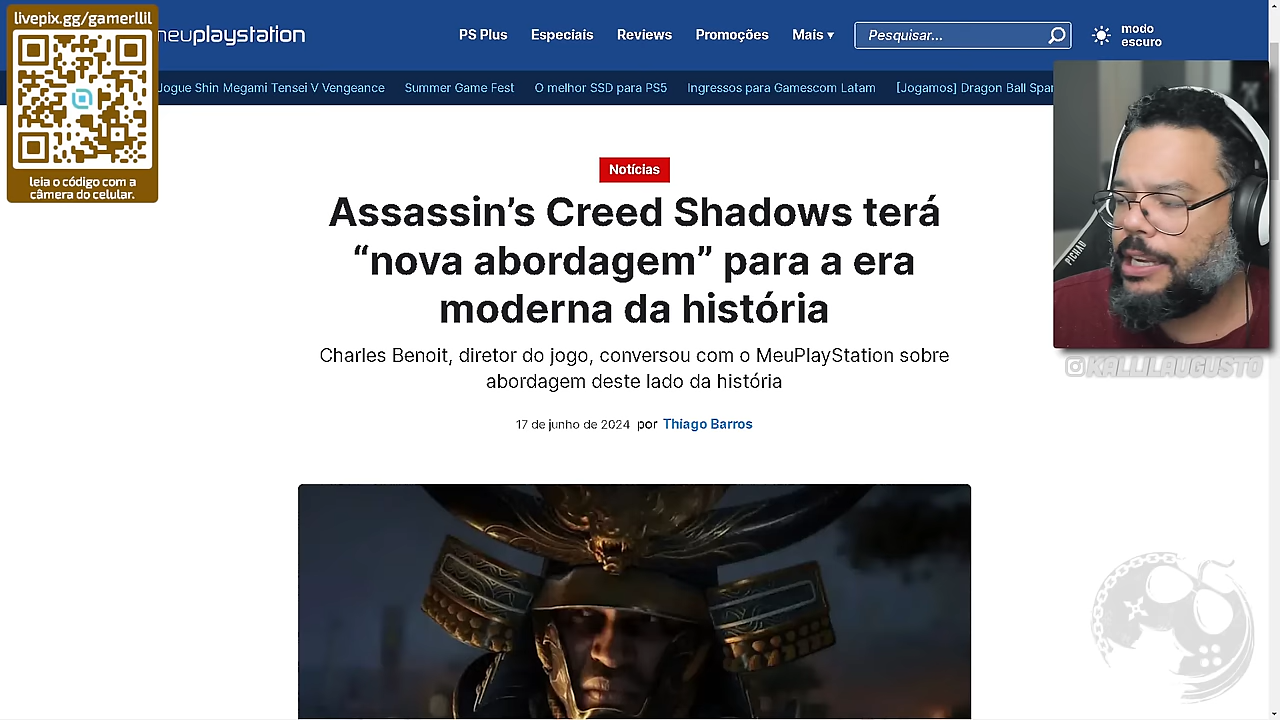 livepix.gg/gamerllil
leia o código com a
câmera do celular.
meuplaystation
PS Plus
Especiais
Reviews
Promoções
Mais
Pesquisar...
modo
escuro
Jogue Shin Megami Tensei V Vengeance
Summer Game Fest
O melhor SSD para PS5
Ingressos para Gamescom Latam
[Jogamos] Dragon Ball Spar
Notícias
Assassin’s Creed Shadows terá
“nova abordagem” para a era
moderna da história
Charles Benoit, diretor do jogo, conversou com o MeuPlayStation sobre
abordagem deste lado da história
17 de junho de 2024 por Thiago Barros
PICHAU
KALLILAUGUSTO